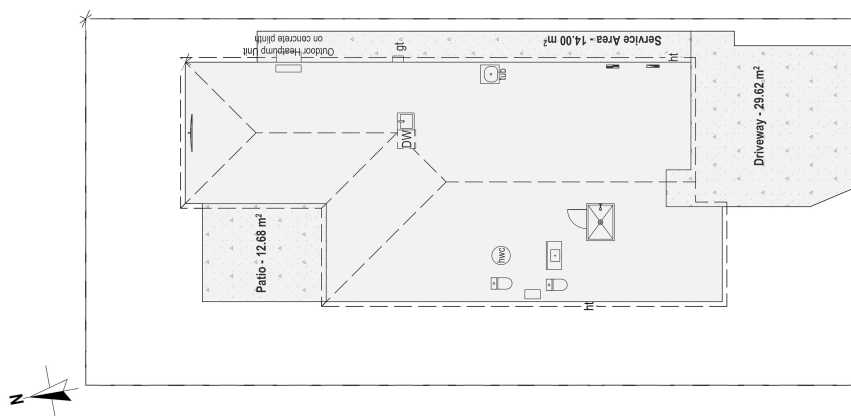 Outdoor Heatpump Unit
on concrete plinth
gt
Service Area - 14.00 m²
ht
tub
Driveway - 29.62 m²
DW
Patio - 12.68 m²
hwc
ht
N